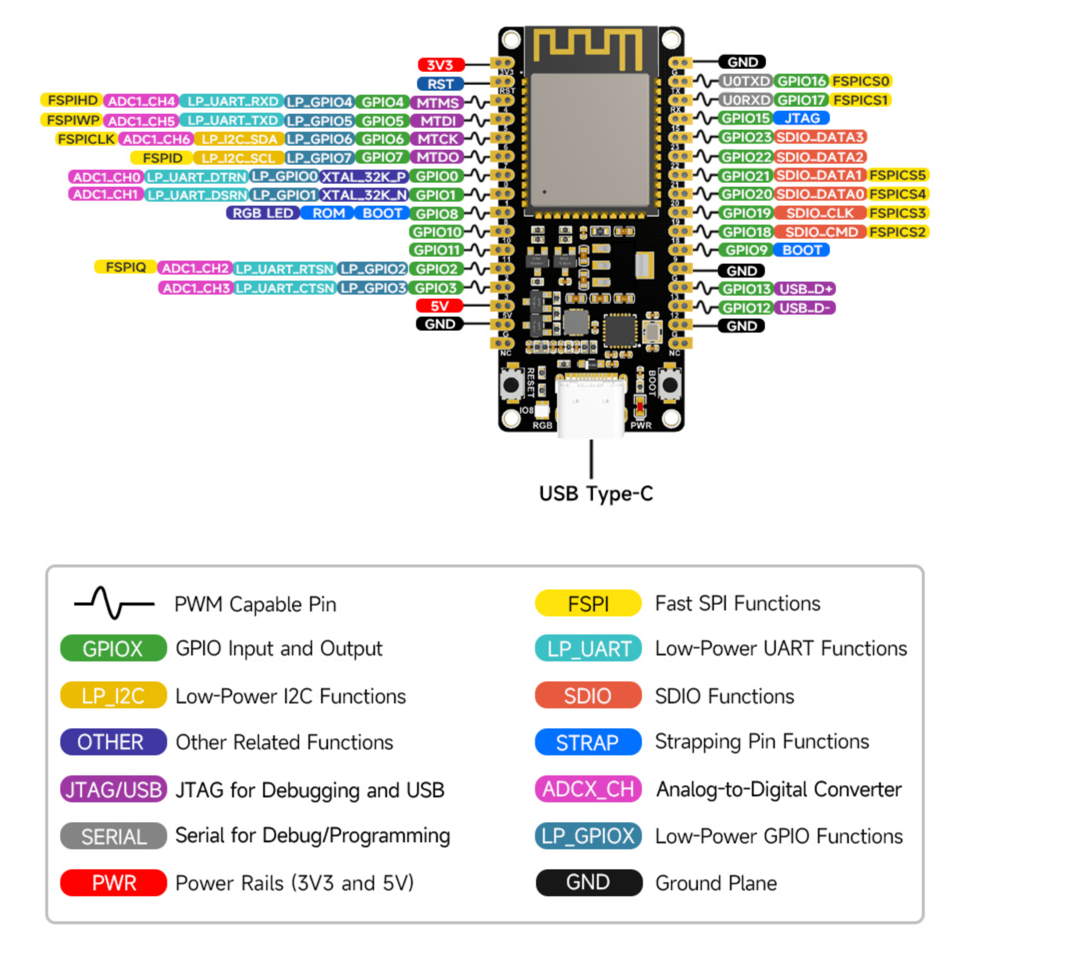 3V3
RST
FSPIHD ADC1_CH4 LP_UART_RXD LP_GPIO4 GPIO4 MTMS
FSPIWP ADC1_CH5 LP_UART_TXD LP_GPIO5 GPIO5 MTDI
FSPICLK ADC1_CH6 LP_I2C_SDA LP_GPIO6 GPIO6 MTCK
FSPID LP_I2C_SCL LP_GPIO7 GPIO7 MTDO
ADC1_CH0 LP_UART_DTRN LP_GPIO0 XTAL_32K_P GPIO0
ADC1_CH1 LP_UART_DSRN LP_GPIO1 XTAL_32K_N GPIO1
RGB LED ROM BOOT GPIO8
GPIO10
GPIO11
FSPIQ ADC1_CH2 LP_UART_RTSN LP_GPIO2 GPIO2
ADC1_CH3 LP_UART_CTSN LP_GPIO3 GPIO3
5V
GND
GND
U0TXD GPIO16 FSPICS0
U0RXD GPIO17 FSPICS1
GPIO15 JTAG
GPIO23 SDIO_DATA3
GPIO22 SDIO_DATA2
GPIO21 SDIO_DATA1 FSPICS5
GPIO20 SDIO_DATA0 FSPICS4
GPIO19 SDIO_CLK FSPICS3
GPIO18 SDIO_CMD FSPICS2
GPIO9 BOOT
GND
GPIO13 USB_D+
GPIO12 USB_D-
GND
3V3
RST
G
TX
RX
NC
NC
RESET
BOOT
IO8
RGB
PWR
USB Type-C
PWM Capable Pin
GPIOX GPIO Input and Output
LP_I2C Low-Power I2C Functions
OTHER Other Related Functions
JTAG/USB JTAG for Debugging and USB
SERIAL Serial for Debug/Programming
PWR Power Rails (3V3 and 5V)
FSPI Fast SPI Functions
LP_UART Low-Power UART Functions
SDIO SDIO Functions
STRAP Strapping Pin Functions
ADCX_CH Analog-to-Digital Converter
LP_GPIOX Low-Power GPIO Functions
GND Ground Plane